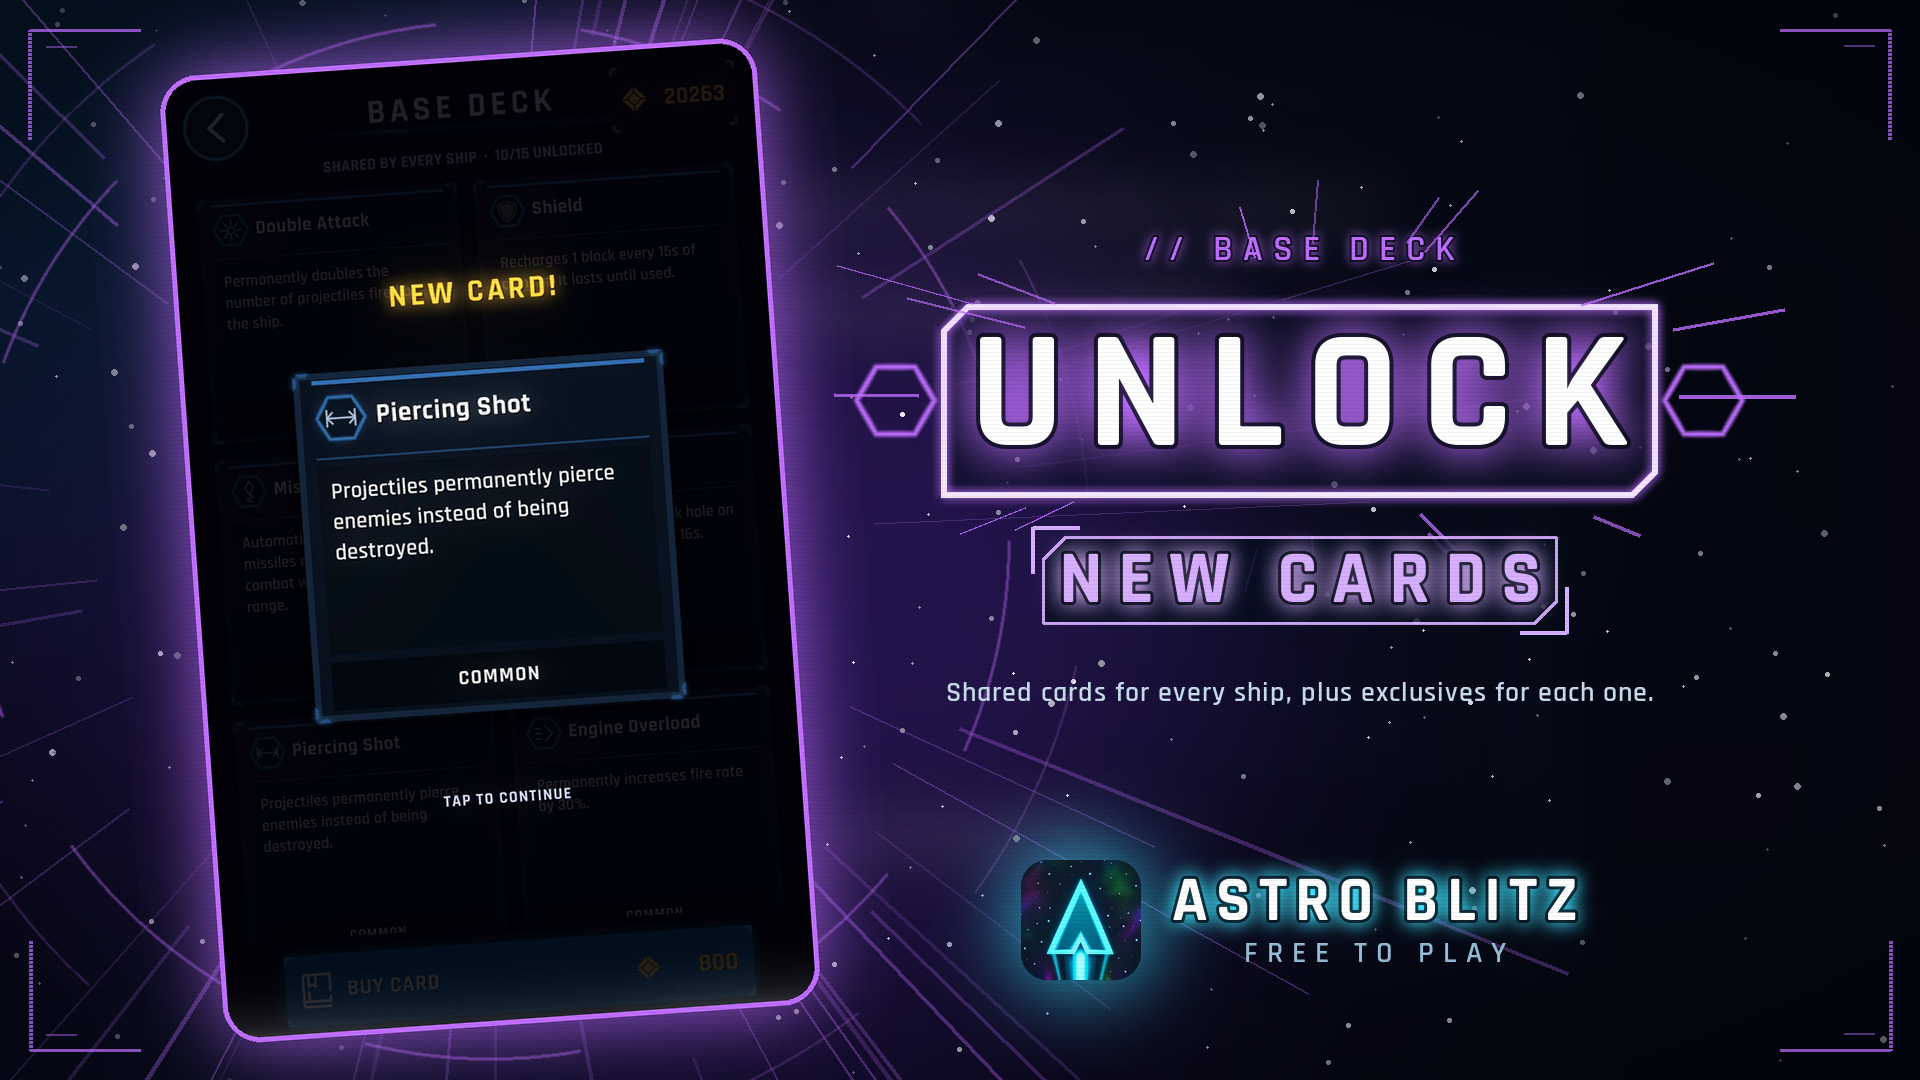 BASE DECK
20263
SHARED BY EVERY SHIP · 10/15 UNLOCKED
Double Attack
Permanently doubles the
number of projectiles
the ship.
Shield
Recharges 1 block every 15s of
It lasts until used.
NEW CARD!
Piercing Shot
Projectiles permanently pierce
enemies instead of being
destroyed.
COMMON
missiles
combat
range.
hole on
16s.
Piercing Shot
Projectiles permanently pierce
enemies instead of being
destroyed.
COMMON
Engine Overload
Permanently increases fire rate
by 30%.
COMMON
TAP TO CONTINUE
BUY CARD
800
// BASE DECK
UNLOCK
NEW CARDS
Shared cards for every ship, plus exclusives for each one.
ASTRO BLITZ
FREE TO PLAY